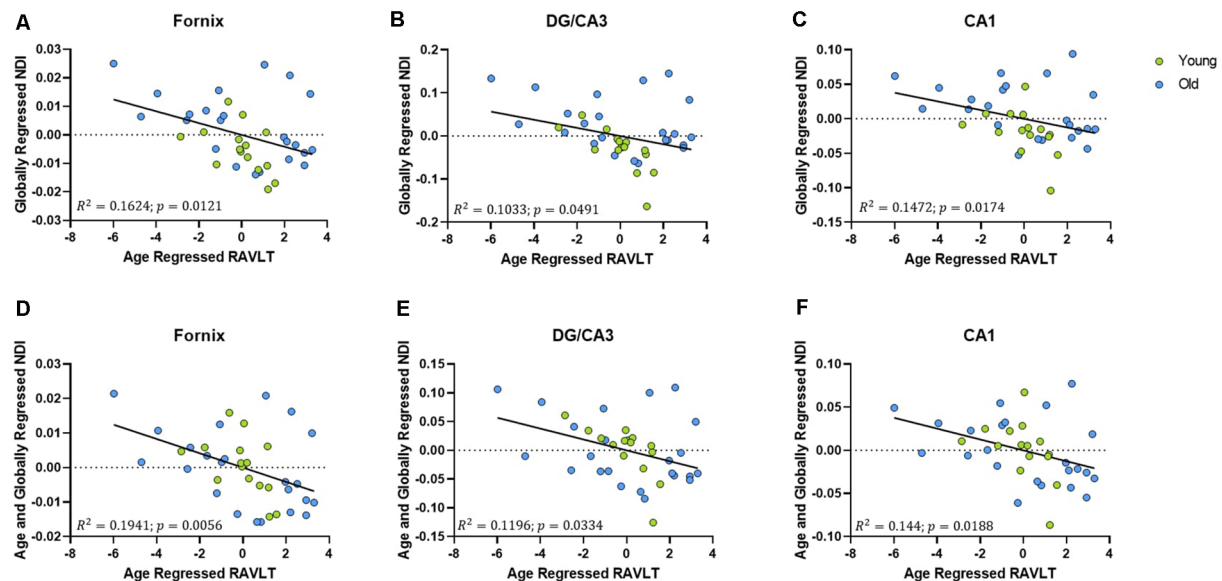 A
Fornix
Globally Regressed NDI
0.03
0.02
0.01
0.00
-0.01
-0.02
-0.03
R² = 0.1624; p = 0.0121
-8 -6 -4 -2 0 2 4
Age Regressed RAVLT
B
DG/CA3
Globally Regressed NDI
0.2
0.1
0.0
-0.1
-0.2
R² = 0.1033; p = 0.0491
-8 -6 -4 -2 0 2 4
Age Regressed RAVLT
C
CA1
Globally Regressed NDI
0.10
0.05
0.00
-0.05
-0.10
-0.15
R² = 0.1472; p = 0.0174
-8 -6 -4 -2 0 2 4
Age Regressed RAVLT
Young
Old
D
Fornix
Age and Globally Regressed NDI
0.03
0.02
0.01
0.00
-0.01
-0.02
R² = 0.1941; p = 0.0056
-8 -6 -4 -2 0 2 4
Age Regressed RAVLT
E
DG/CA3
Age and Globally Regressed NDI
0.15
0.10
0.05
0.00
-0.05
-0.10
-0.15
R² = 0.1196; p = 0.0334
-8 -6 -4 -2 0 2 4
Age Regressed RAVLT
F
CA1
Age and Globally Regressed NDI
0.10
0.05
0.00
-0.05
-0.10
R² = 0.144; p = 0.0188
-8 -6 -4 -2 0 2 4
Age Regressed RAVLT